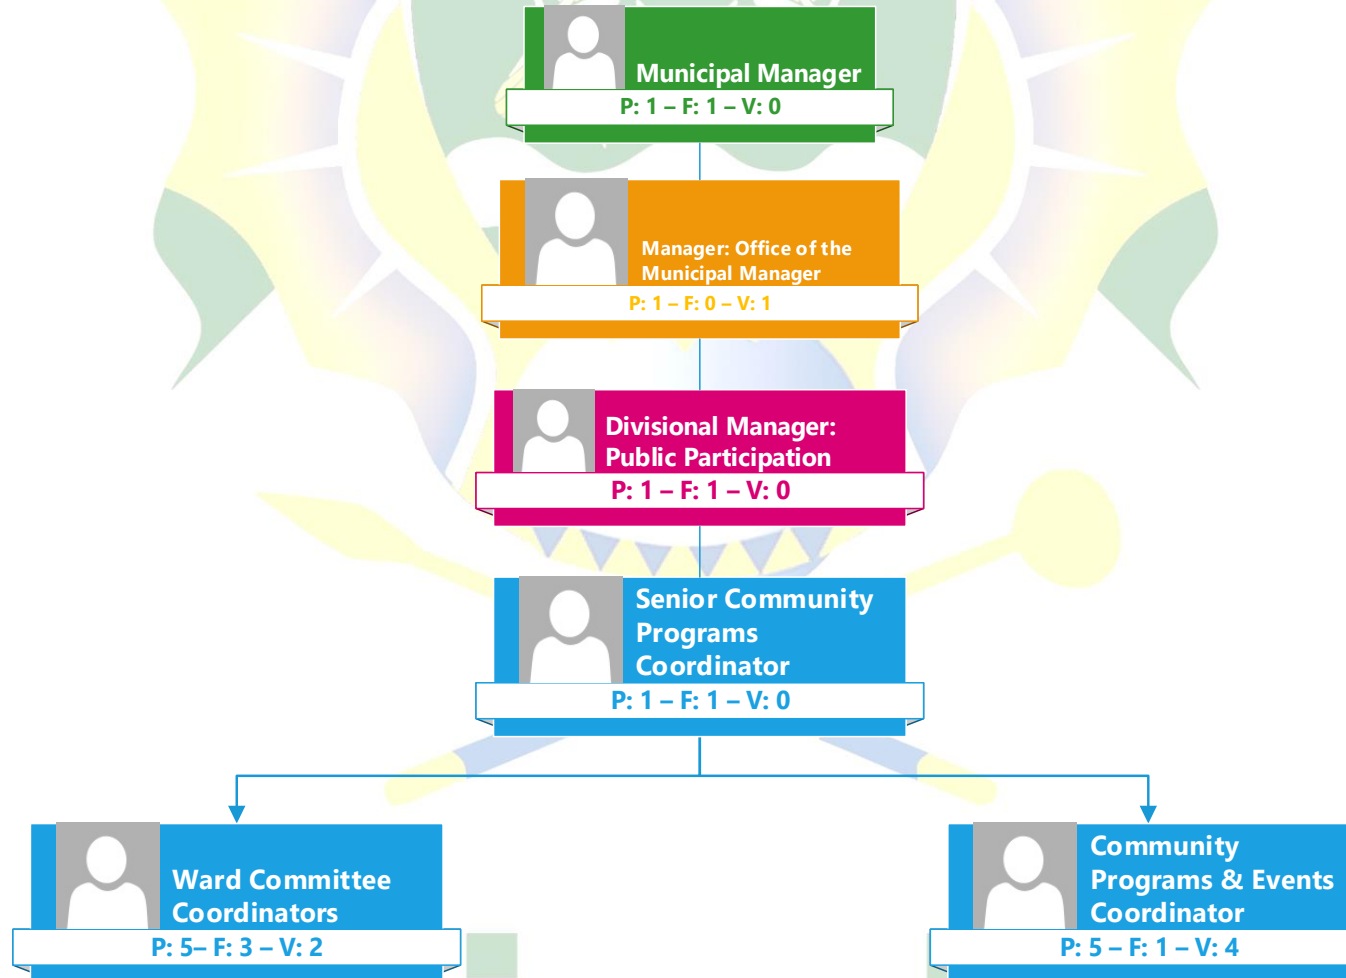 Municipal Manager
P: 1 – F: 1 – V: 0
Manager: Office of the
Municipal Manager
P: 1 – F: 0 – V: 1
Divisional Manager:
Public Participation
P: 1 – F: 1 – V: 0
Senior Community
Programs
Coordinator
P: 1 – F: 1 – V: 0
Ward Committee
Coordinators
P: 5– F: 3 – V: 2
Community
Programs & Events
Coordinator
P: 5 – F: 1 – V: 4